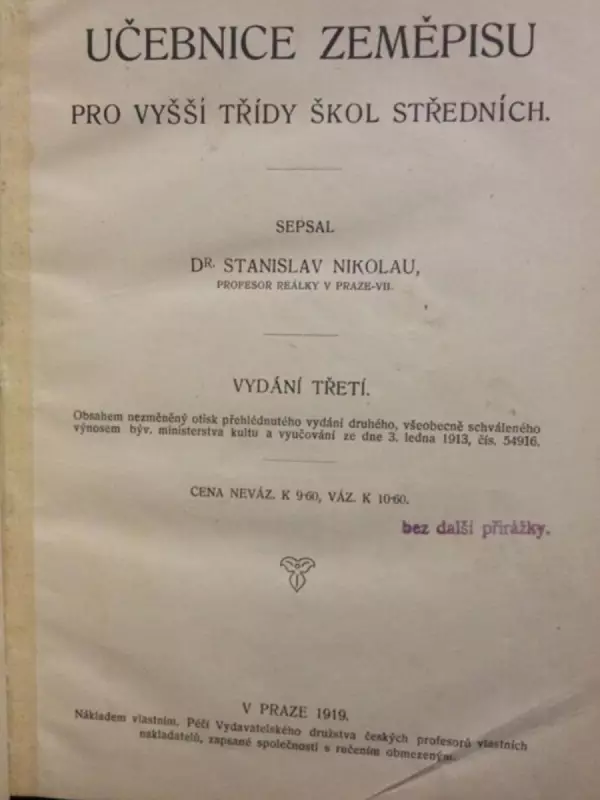 UČEBNICE ZEMĚPISU
PRO VYŠŠÍ TŘÍDY ŠKOL STŘEDNÍCH.
SEPSAL
DR. STANISLAV NIKOLAU,
PROFESOR REÁLKY V PRAZE-VII.
VYDÁNÍ TŘETÍ.
Obsahem nezměněný otisk přehlédnutého vydání druhého, všeobecně schváleného
výnosem býv. ministerstva kultu a vyučování ze dne 3. ledna 1913, čís. 54916.
CENA NEVÁZ. K 9·60, VÁZ. K 10·60.
bez další přirážky.
V PRAZE 1919.
Nákladem vlastním. Péčí Vydavatelského družstva českých profesorů vlastních
nakladatelů, zapsané společnosti s ručením obmezeným.